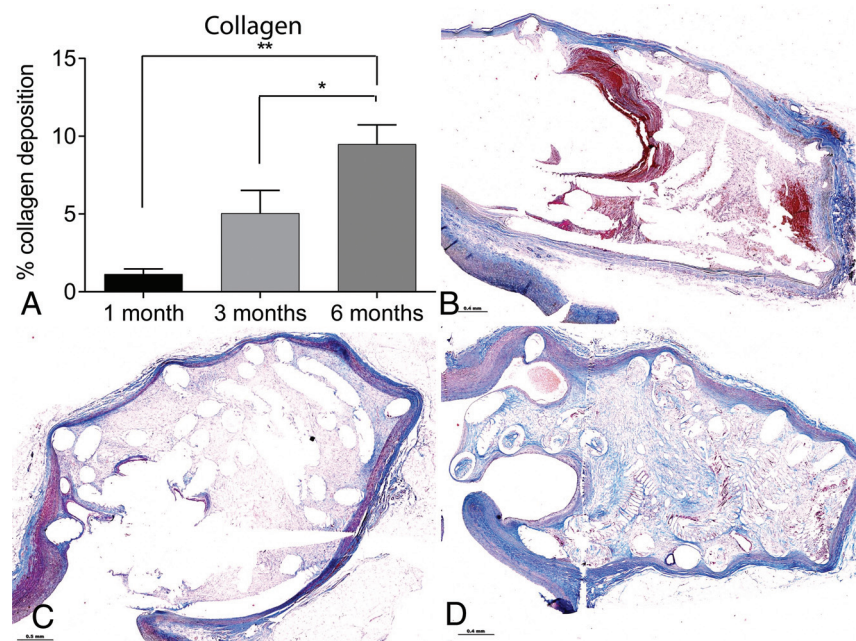 Collagen
**
*
% collagen deposition
15
10
5
0
1 month
3 months
6 months
A
B
0.4 mm
C
0.5 mm
D
0.4 mm